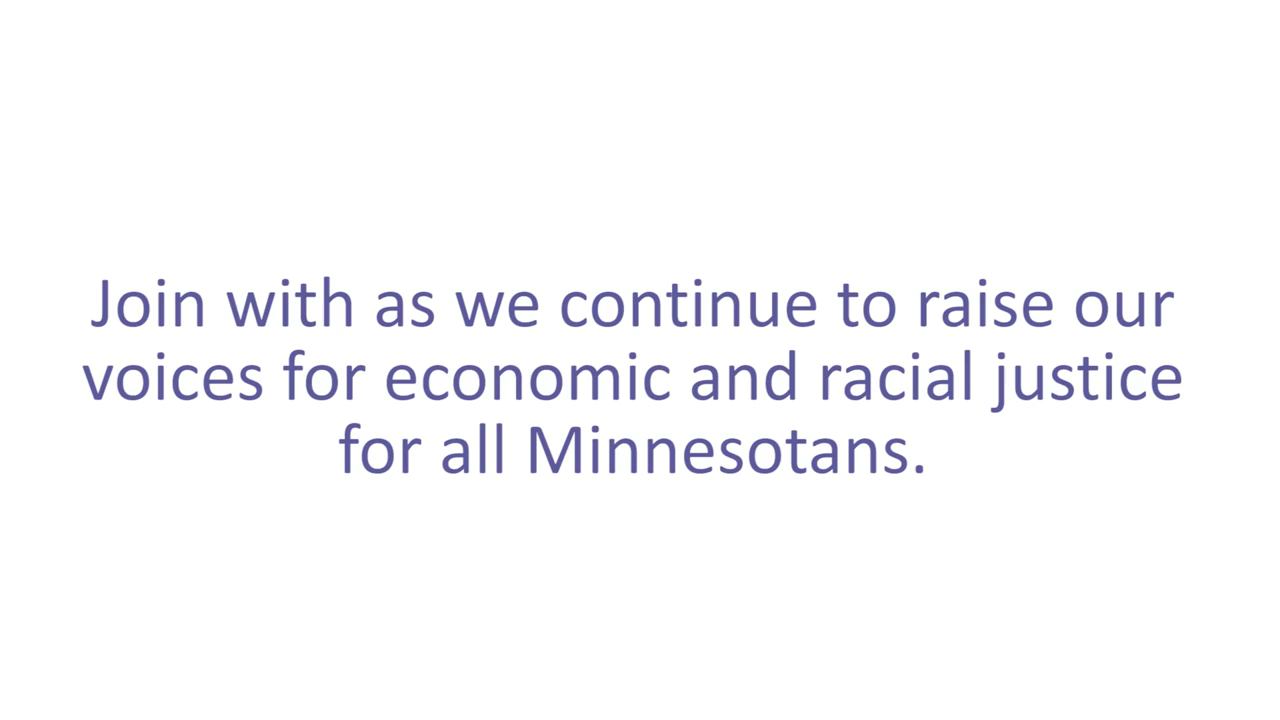 Join with as we continue to raise our
voices for economic and racial justice
for all Minnesotans.